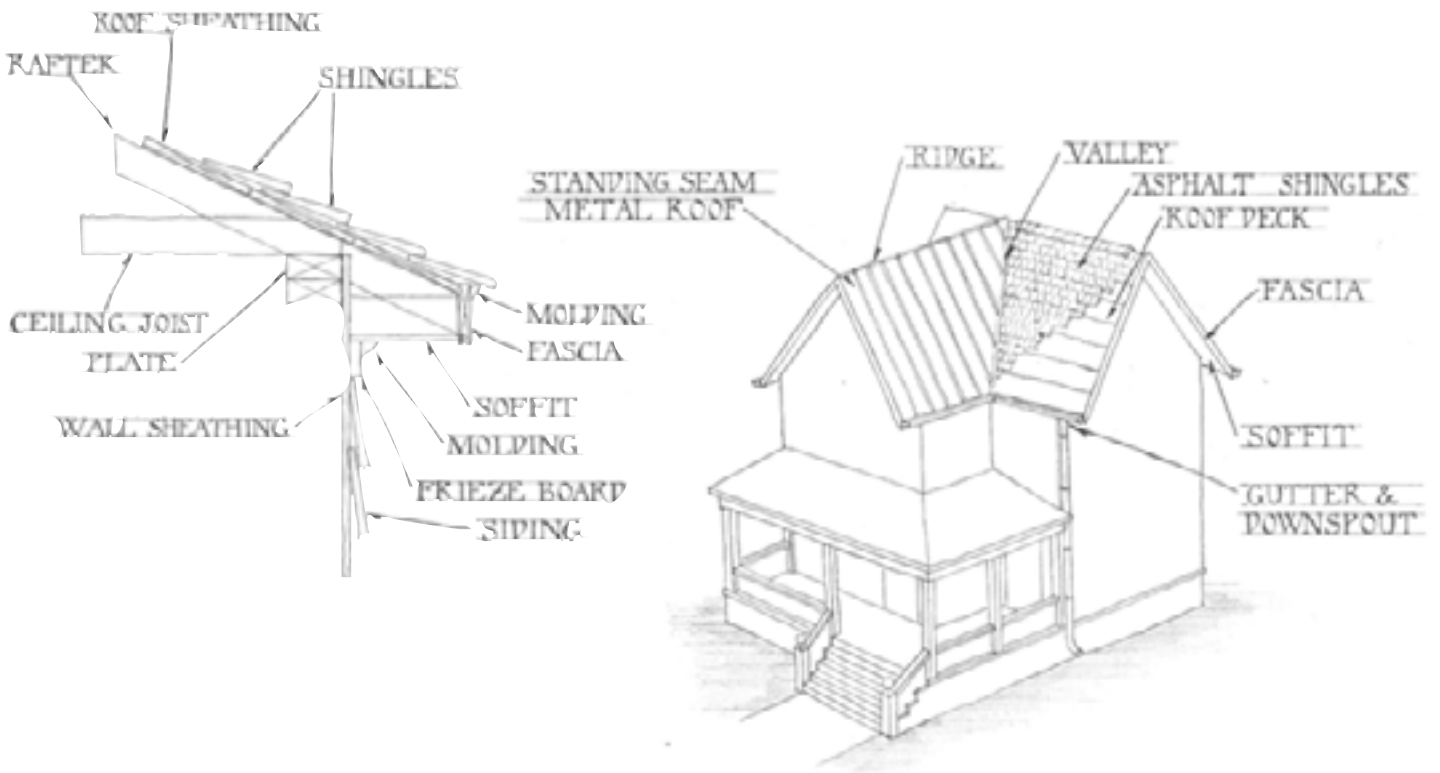 ROOF SHEATHING
RAFTER
SHINGLES
CEILING JOIST
PLATE
WALL SHEATHING
MOLDING
FASCIA
SOFFIT
MOLDING
FRIEZE BOARD
SIDING
STANDING SEAM
METAL ROOF
RIDGE
VALLEY
ASPHALT SHINGLES
ROOF DECK
FASCIA
SOFFIT
GUTTER &
DOWNSPOUT